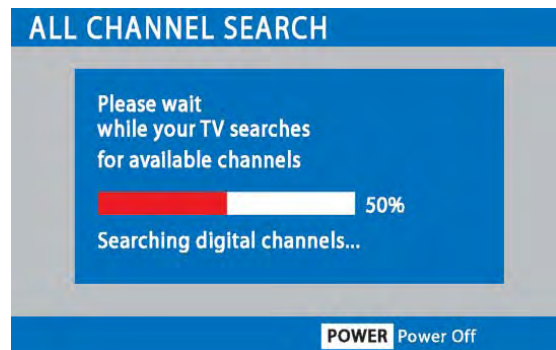 ALL CHANNEL SEARCH
Please wait
while your TV searches
for available channels
50%
Searching digital channels...
POWER Power Off